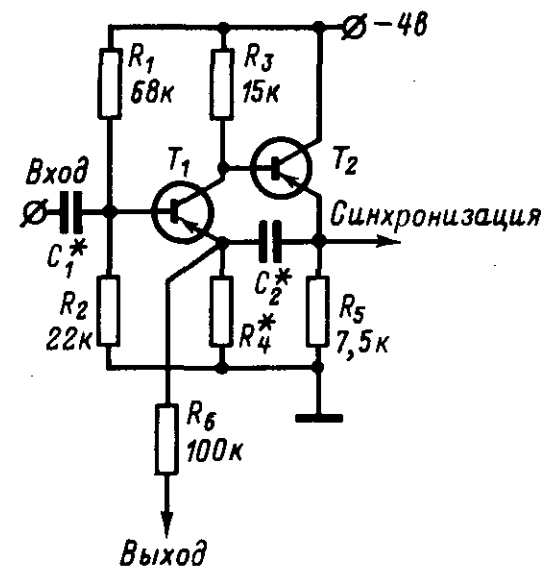 -4в
R1
68к
R3
15к
Вход
T1
T2
C1*
Синхронизация
R2
22к
R4*
C2*
R5
7,5к
R6
100к
Выход